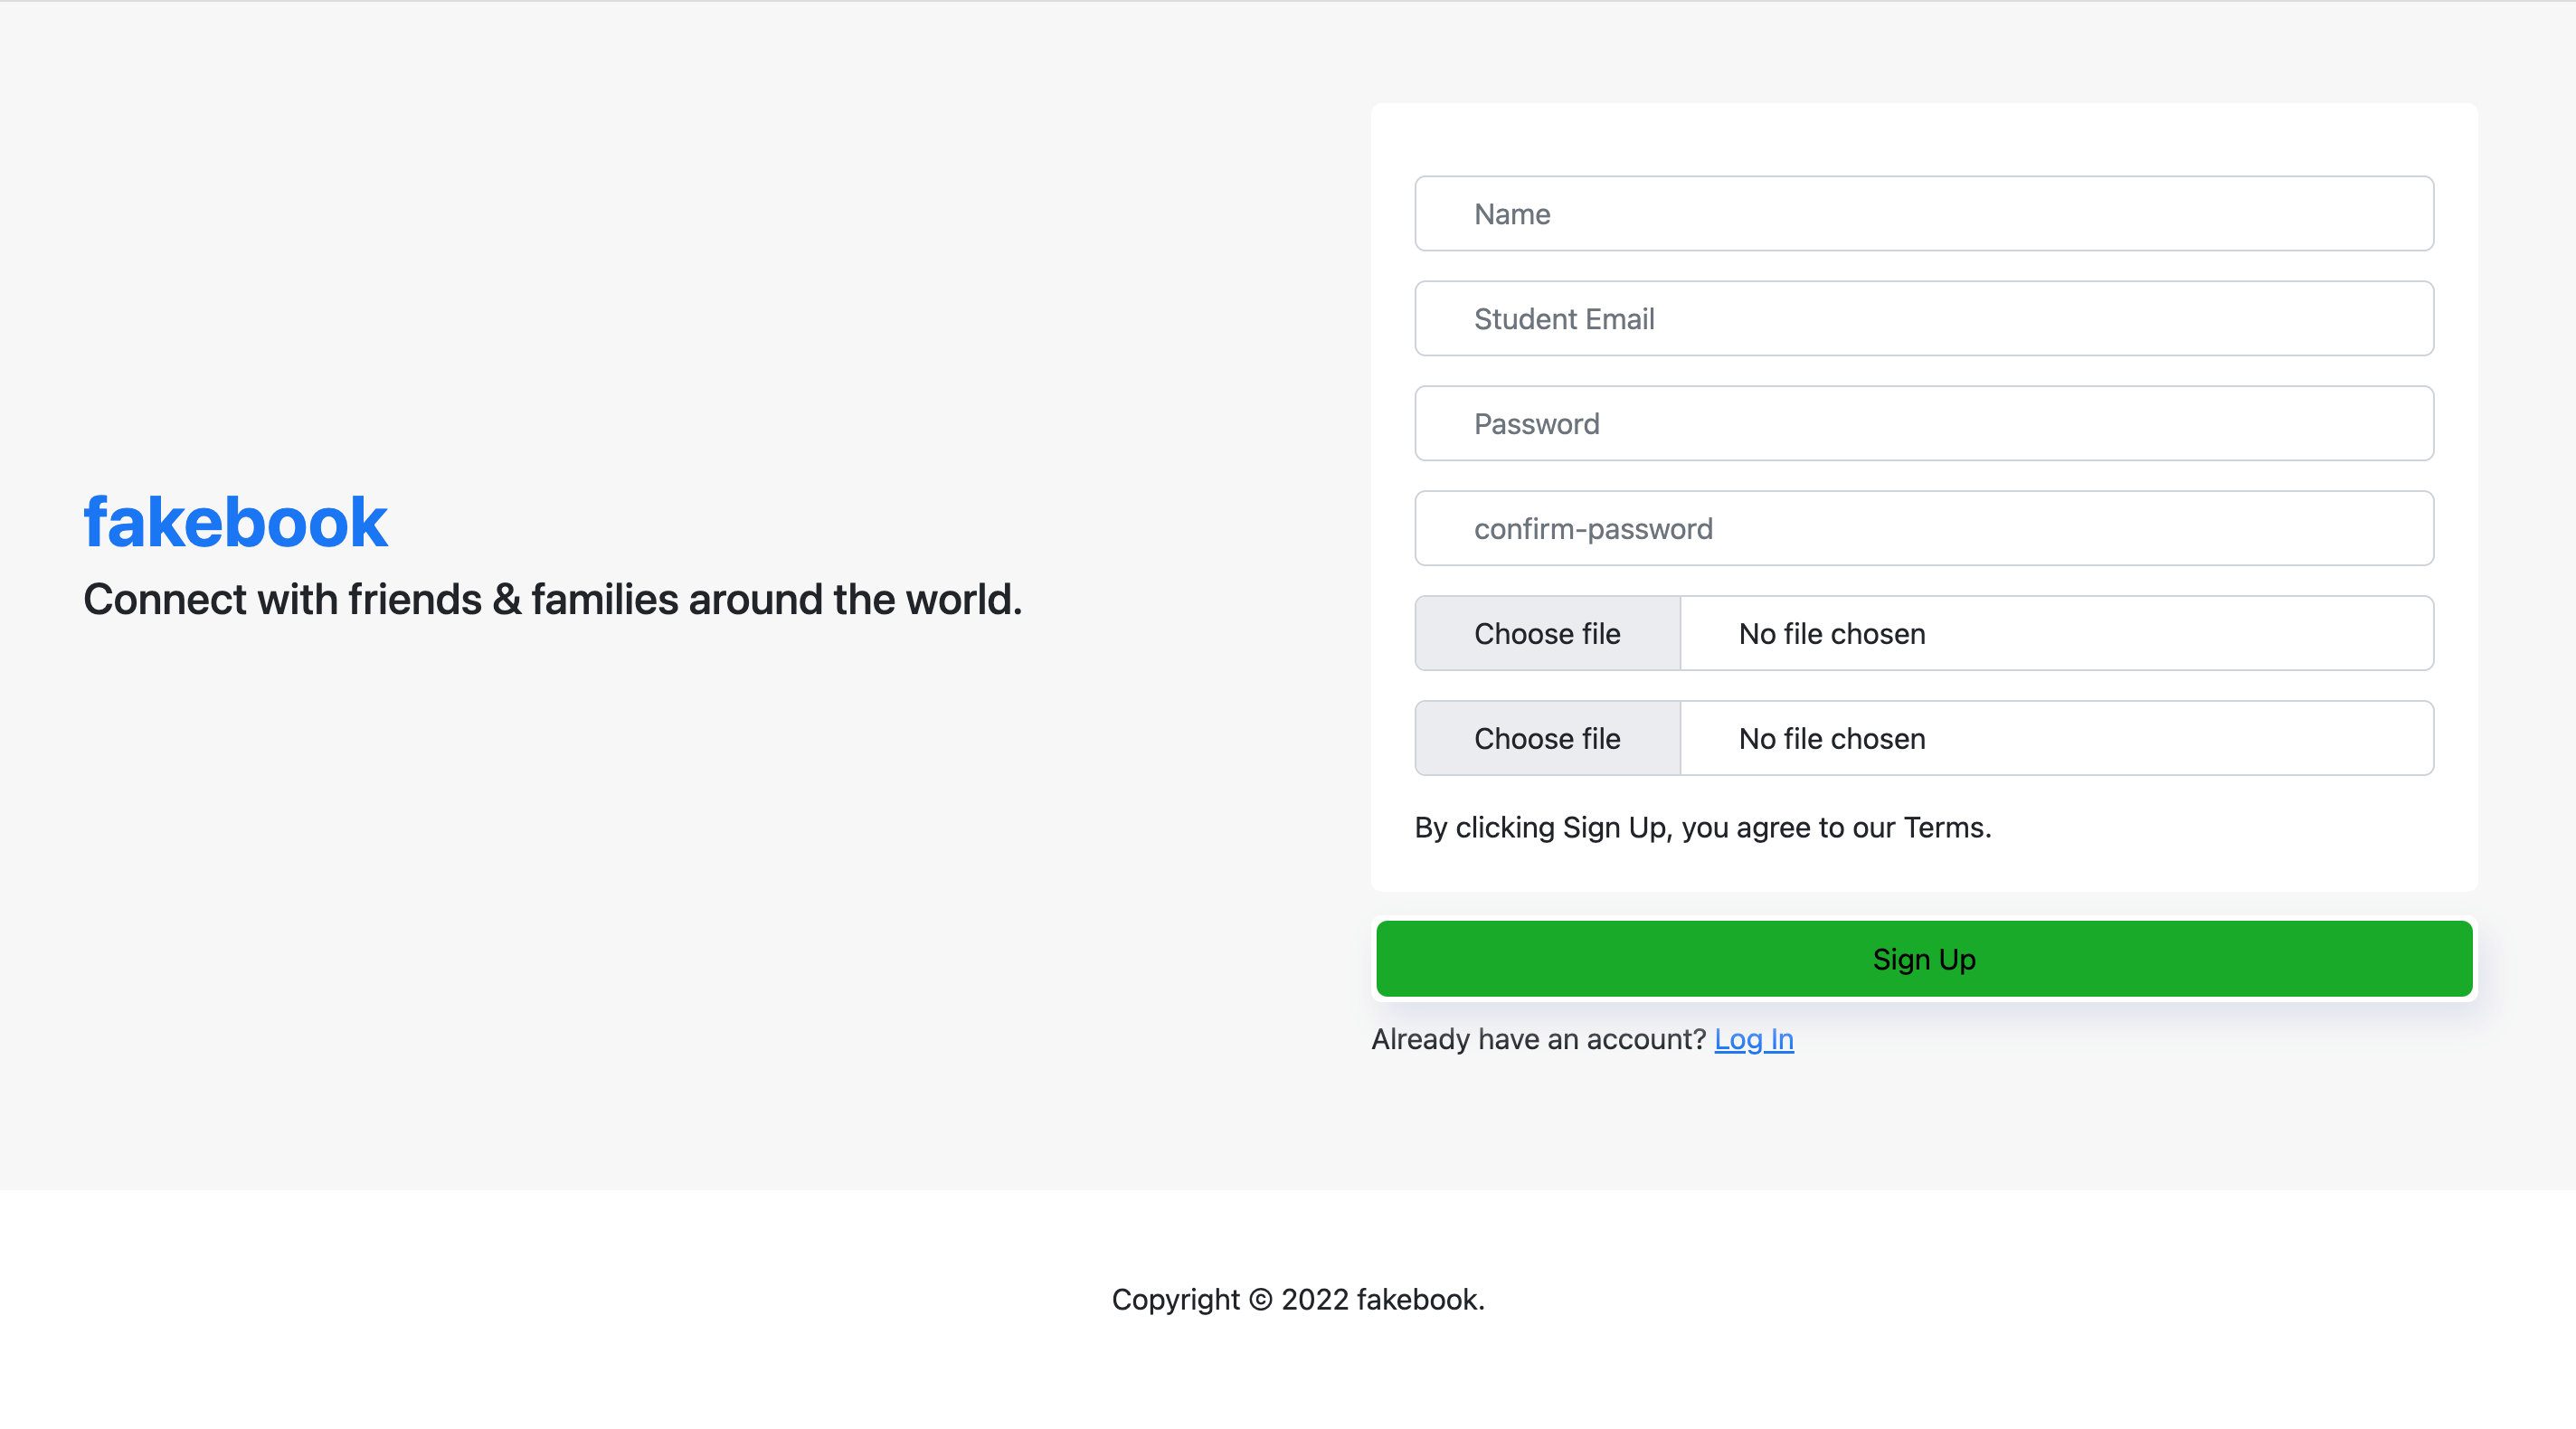 fakebook
Connect with friends & families around the world.
Name
Student Email
Password
confirm-password
Choose file No file chosen
Choose file No file chosen
By clicking Sign Up, you agree to our Terms.
Sign Up
Already have an account? Log In
Copyright © 2022 fakebook.